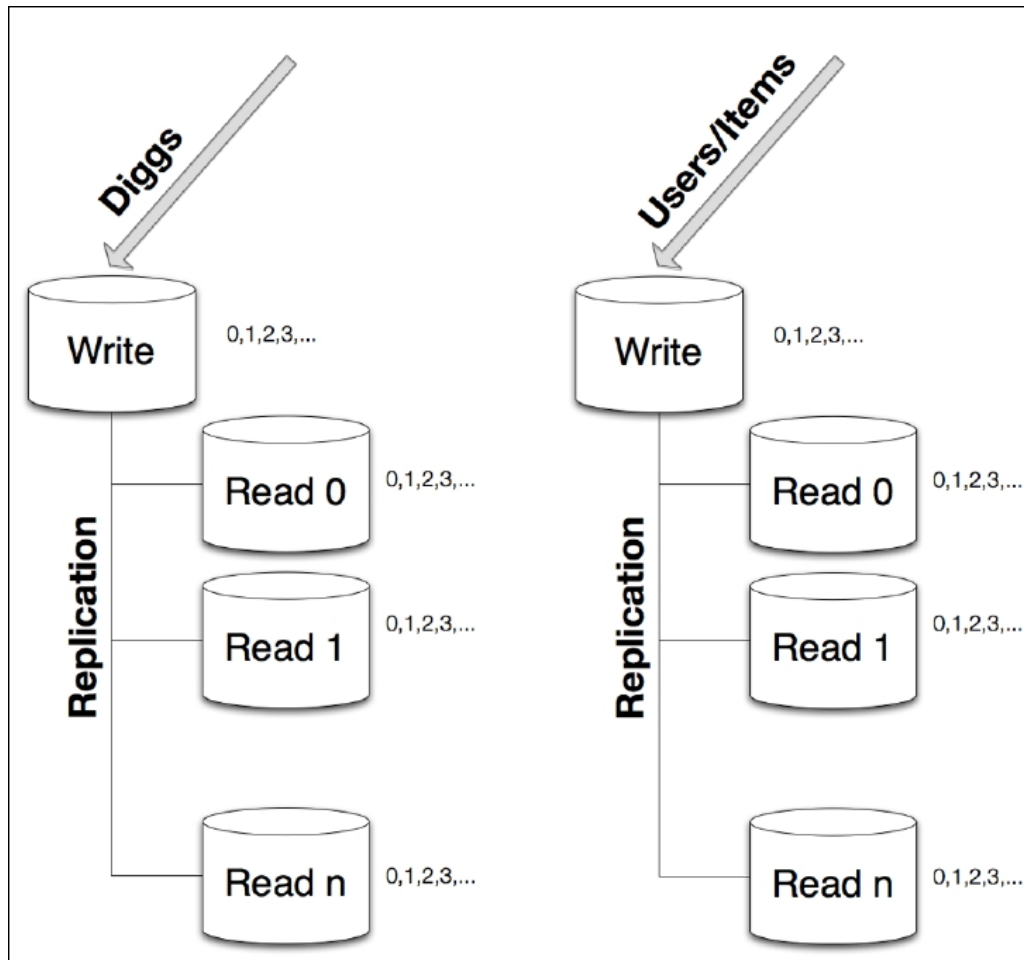 Diggs
Users/Items
Write
0,1,2,3,...
Write
0,1,2,3,...
Replication
Read 0
0,1,2,3,...
Read 1
0,1,2,3,...
Read n
0,1,2,3,...
Replication
Read 0
0,1,2,3,...
Read 1
0,1,2,3,...
Read n
0,1,2,3,...